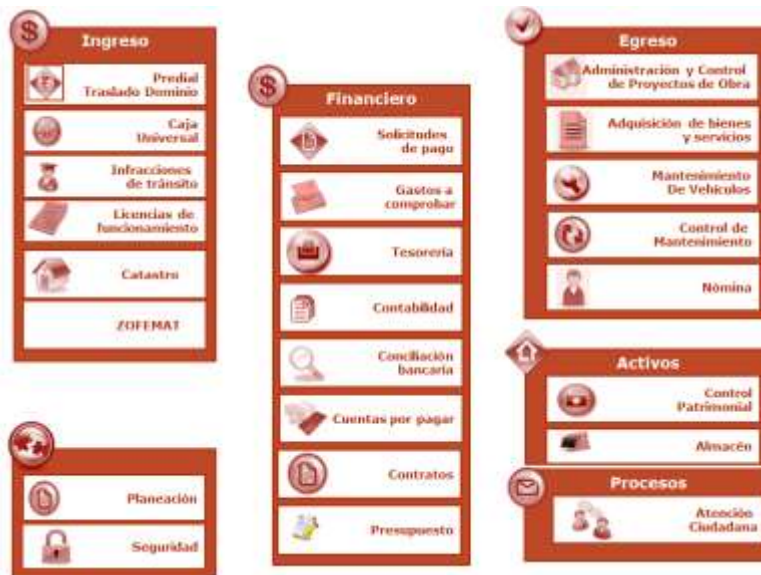 Ingreso
Predial
Traslado Dominio
Caja
Universal
Infracciones
de tránsito
Licencias de
funcionamiento
Catastro
ZOFEMAT
Planeación
Seguridad
Financiero
Solicitudes
de pago
Gastos a
comprobar
Tesorería
Contabilidad
Conciliación
bancaria
Cuentas por pagar
Contratos
Presupuesto
Egreso
Administración y Control
de Proyectos de Obra
Adquisición de bienes
y servicios
Mantenimiento
De Vehículos
Control de
Mantenimiento
Nómina
Activos
Control
Patrimonial
Almacén
Procesos
Atención
Ciudadana